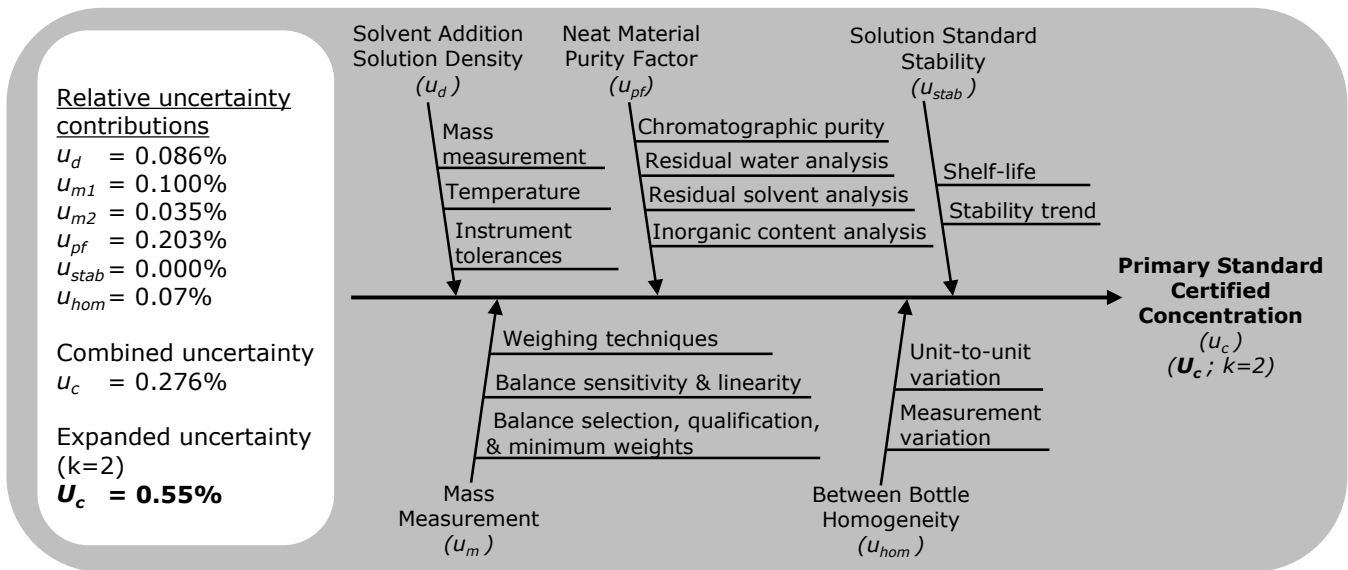 Relative uncertainty
contributions
u_d = 0.086%
u_m1 = 0.100%
u_m2 = 0.035%
u_pf = 0.203%
u_stab = 0.000%
u_hom = 0.07%
Combined uncertainty
u_c = 0.276%
Expanded uncertainty
(k=2)
U_c = 0.55%
Solvent Addition
Solution Density
(u_d )
Mass
measurement
Temperature
Instrument
tolerances
Neat Material
Purity Factor
(u_pf)
Chromatographic purity
Residual water analysis
Residual solvent analysis
Inorganic content analysis
Solution Standard
Stability
(u_stab )
Shelf-life
Stability trend
Weighing techniques
Balance sensitivity & linearity
Balance selection, qualification,
& minimum weights
Mass
Measurement
(u_m )
Unit-to-unit
variation
Measurement
variation
Between Bottle
Homogeneity
(u_hom )
Primary Standard
Certified
Concentration
(u_c )
(U_c ; k=2)